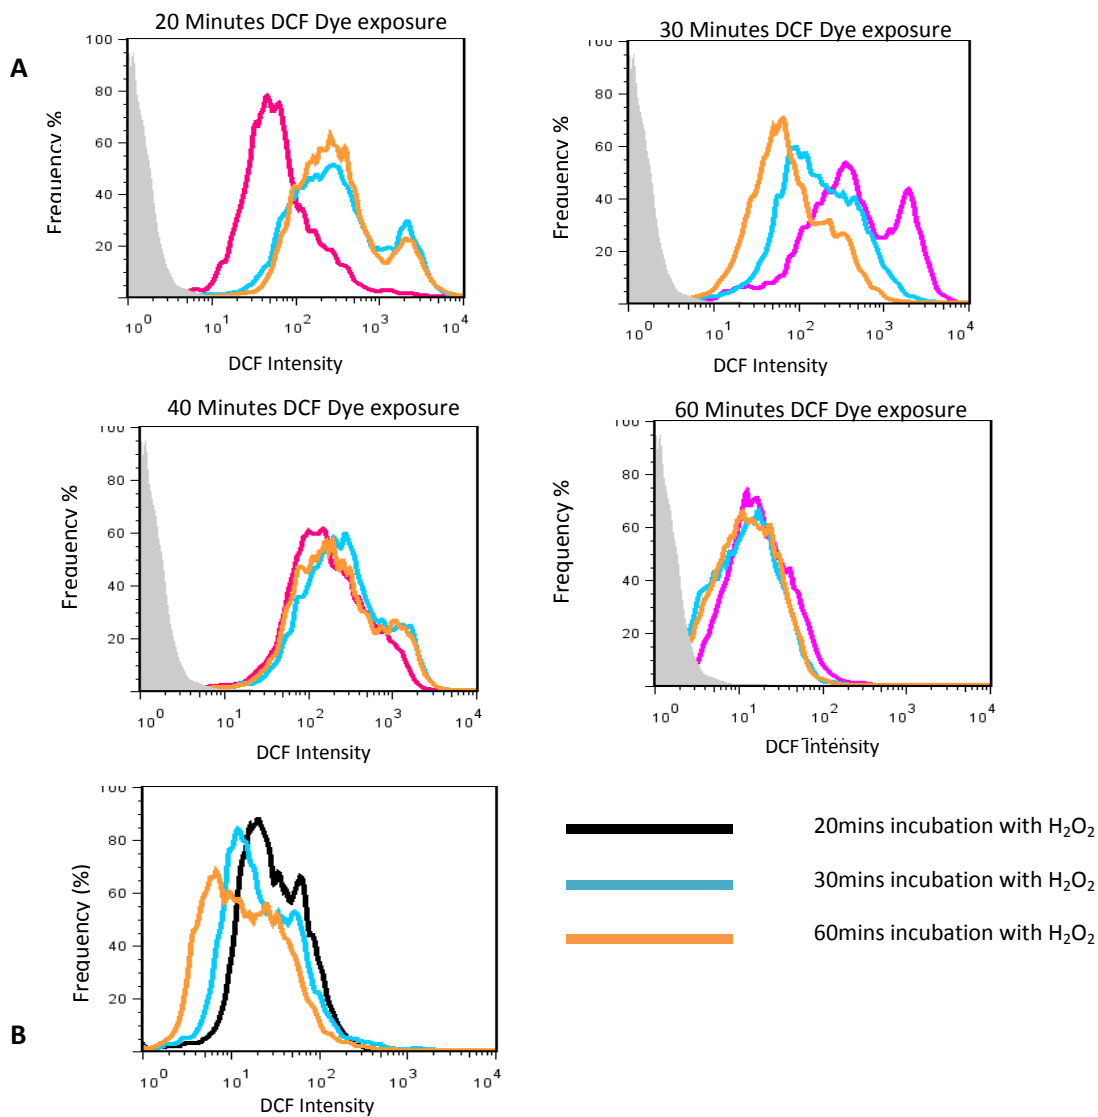 20 Minutes DCF Dye exposure
30 Minutes DCF Dye exposure
A
100
80
60
40
20
Frequency %
10^0 10^1 10^2 10^3 10^4
DCF Intensity
80
60
40
20
Frequency %
10^0 10^1 10^2 10^3 10^4
DCF Intensity
40 Minutes DCF Dye exposure
60 Minutes DCF Dye exposure
80
60
40
20
Frequency %
10^0 10^1 10^2 10^3 10^4
DCF Intensity
80
60
40
20
Frequency %
10^0 10^1 10^2 10^3 10^4
DCF Intensity
80
60
40
20
Frequency (%)
10^0 10^1 10^2 10^3 10^4
DCF Intensity
B
20mins incubation with H₂O₂
30mins incubation with H₂O₂
60mins incubation with H₂O₂